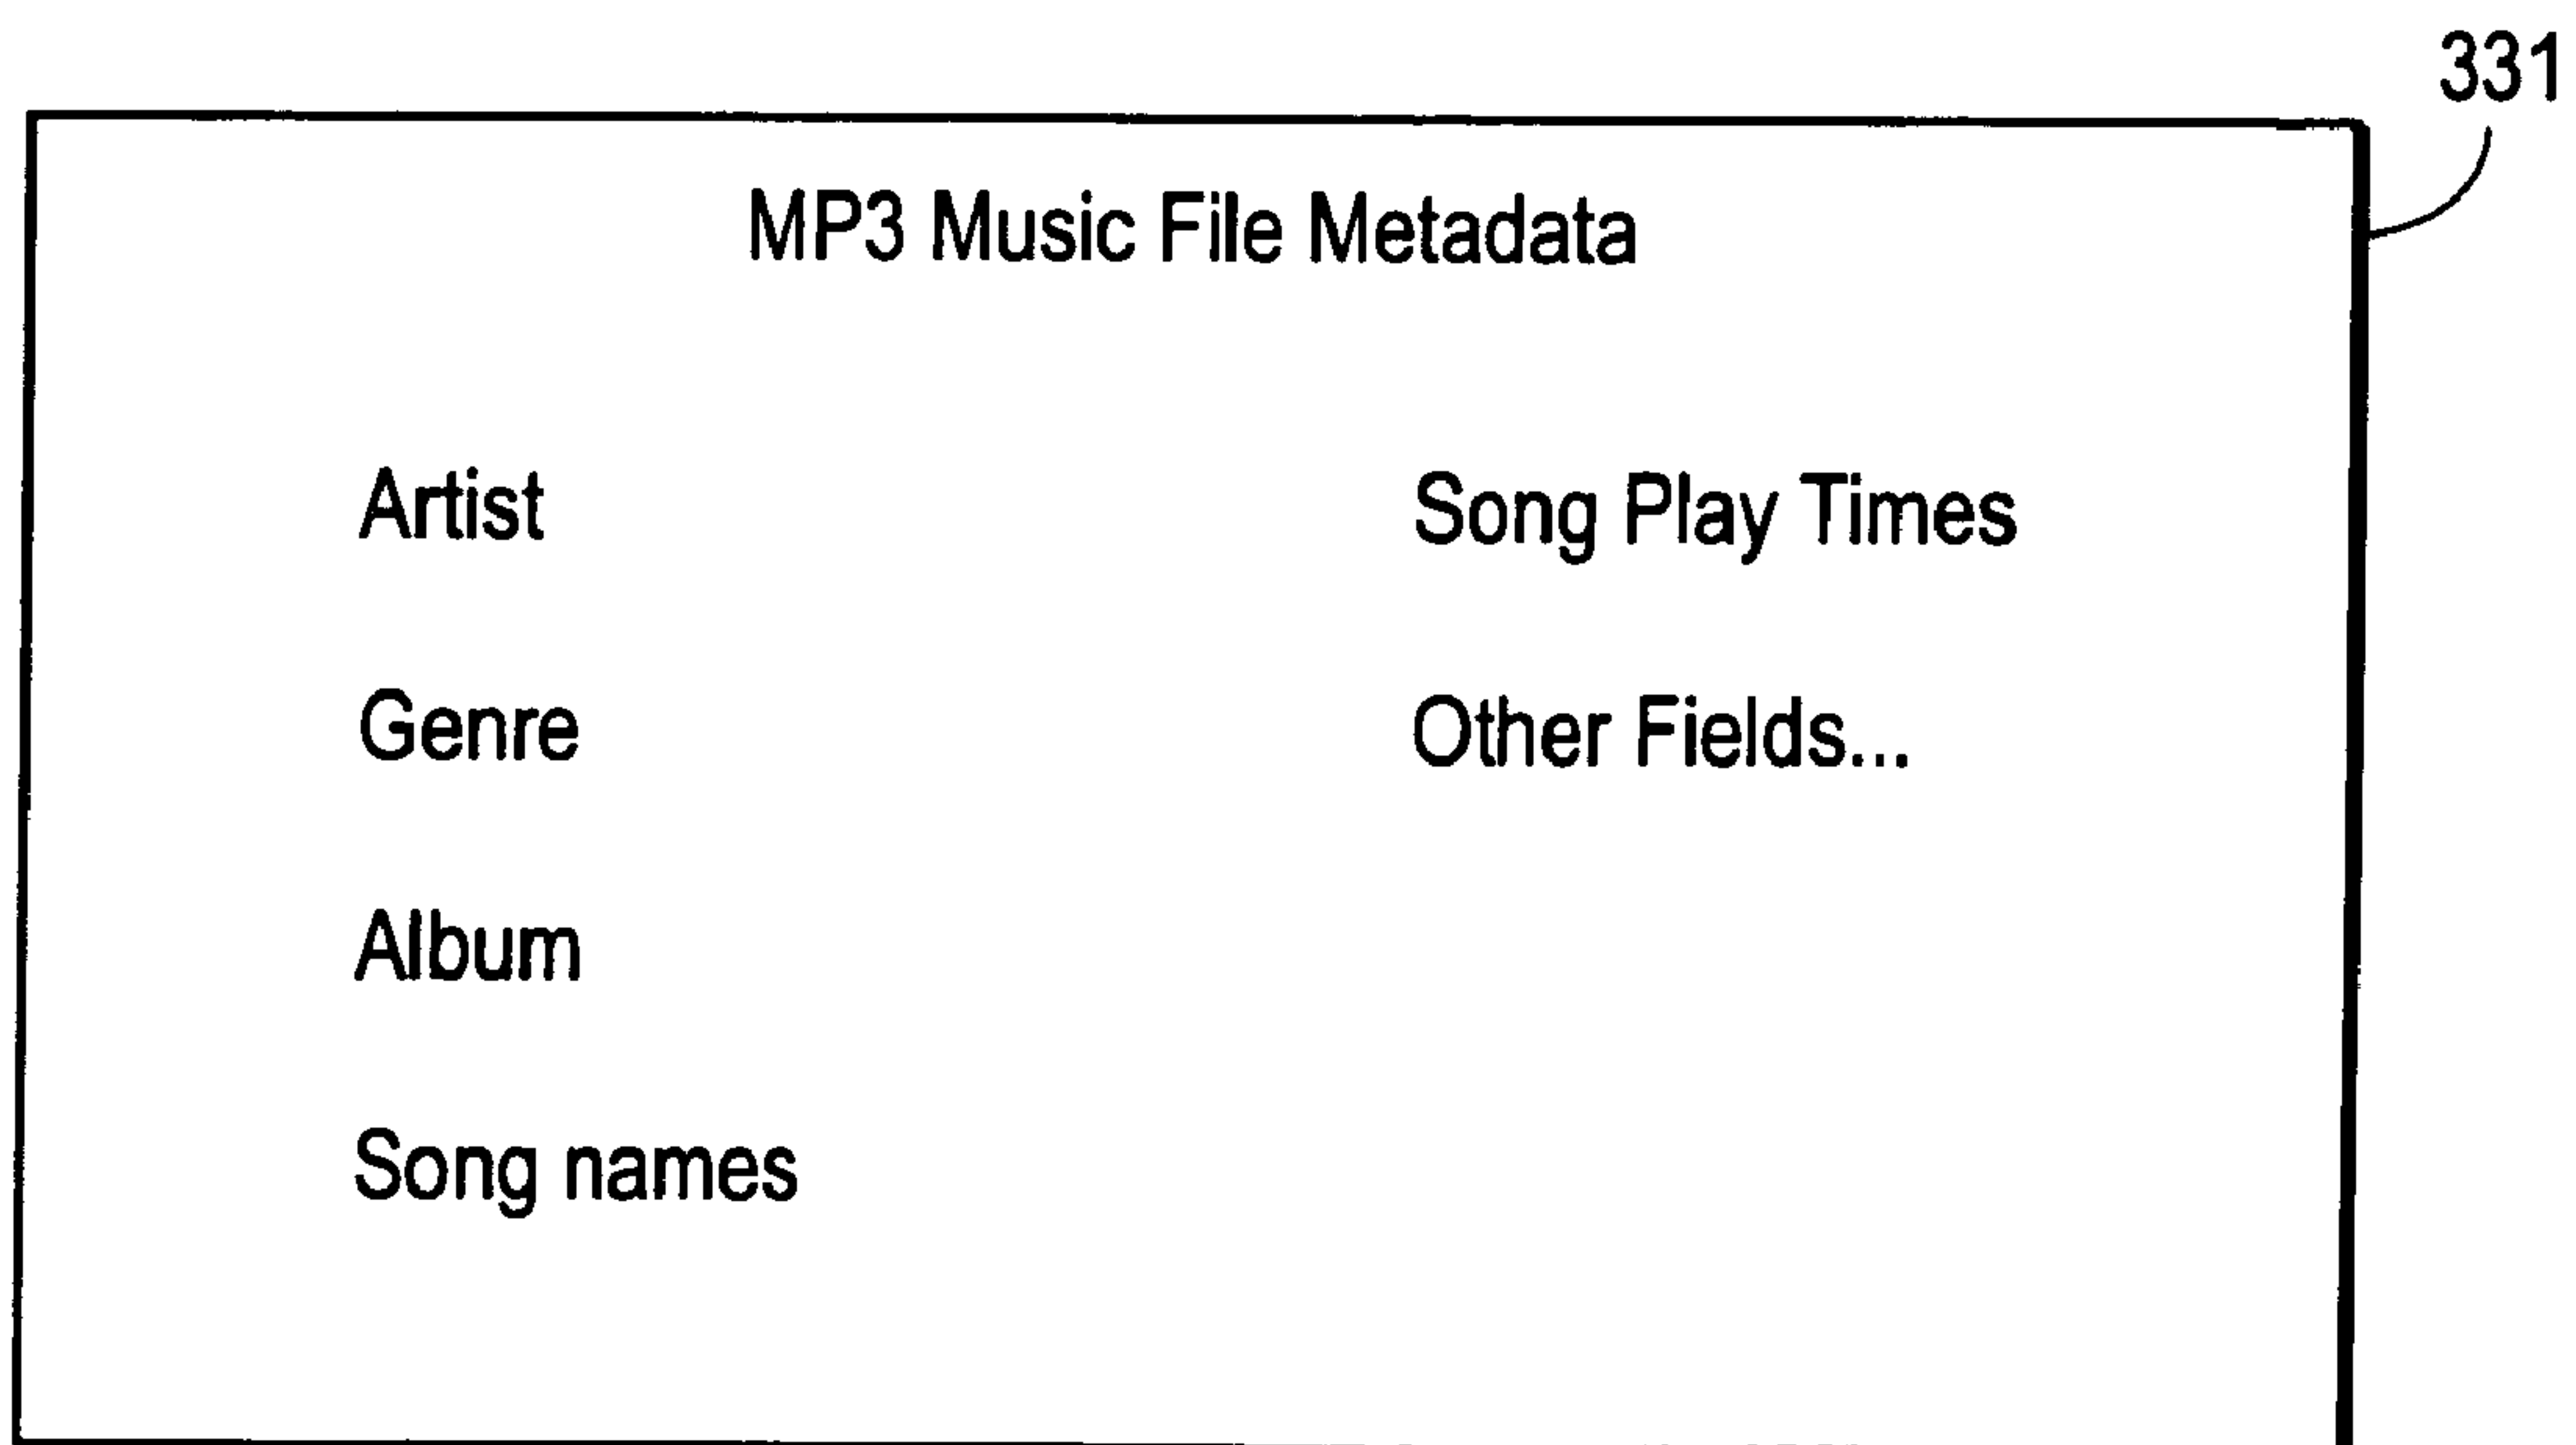 331
MP3 Music File Metadata
Artist
Genre
Album
Song names
Song Play Times
Other Fields...